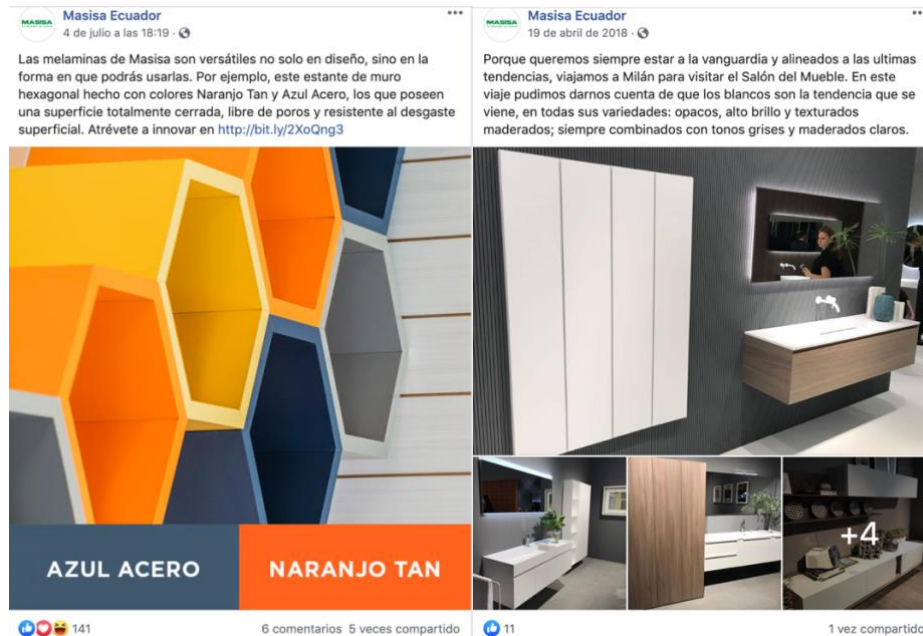 MASISA
Masisa Ecuador
4 de julio a las 18:19 ·
Las melaminas de Masisa son versátiles no solo en diseño, sino en la
forma en que podrás usarlas. Por ejemplo, este estante de muro
hexagonal hecho con colores Naranjo Tan y Azul Acero, los que poseen
una superficie totalmente cerrada, libre de poros y resistente al desgaste
superficial. Atrévete a innovar en http://bit.ly/2XoQng3
AZUL ACERO
NARANJO TAN
141
6 comentarios 5 veces compartido
MASISA
Masisa Ecuador
19 de abril de 2018 ·
Porque queremos siempre estar a la vanguardia y alineados a las ultimas
tendencias, viajamos a Milán para visitar el Salón del Mueble. En este
viaje pudimos darnos cuenta de que los blancos son la tendencia que se
viene, en todas sus variedades: opacos, alto brillo y texturados
maderados; siempre combinados con tonos grises y maderados claros.
+4
11
1 vez compartido